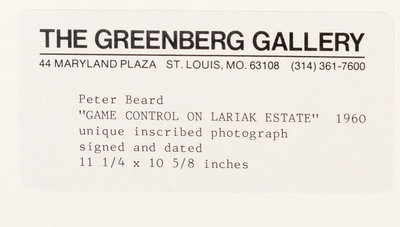 THE GREENBERG GALLERY
44 MARYLAND PLAZA ST. LOUIS, MO. 63108 (314) 361-7600
Peter Beard
"GAME CONTROL ON LARIAK ESTATE" 1960
unique inscribed photograph
signed and dated
11 1/4 x 10 5/8 inches